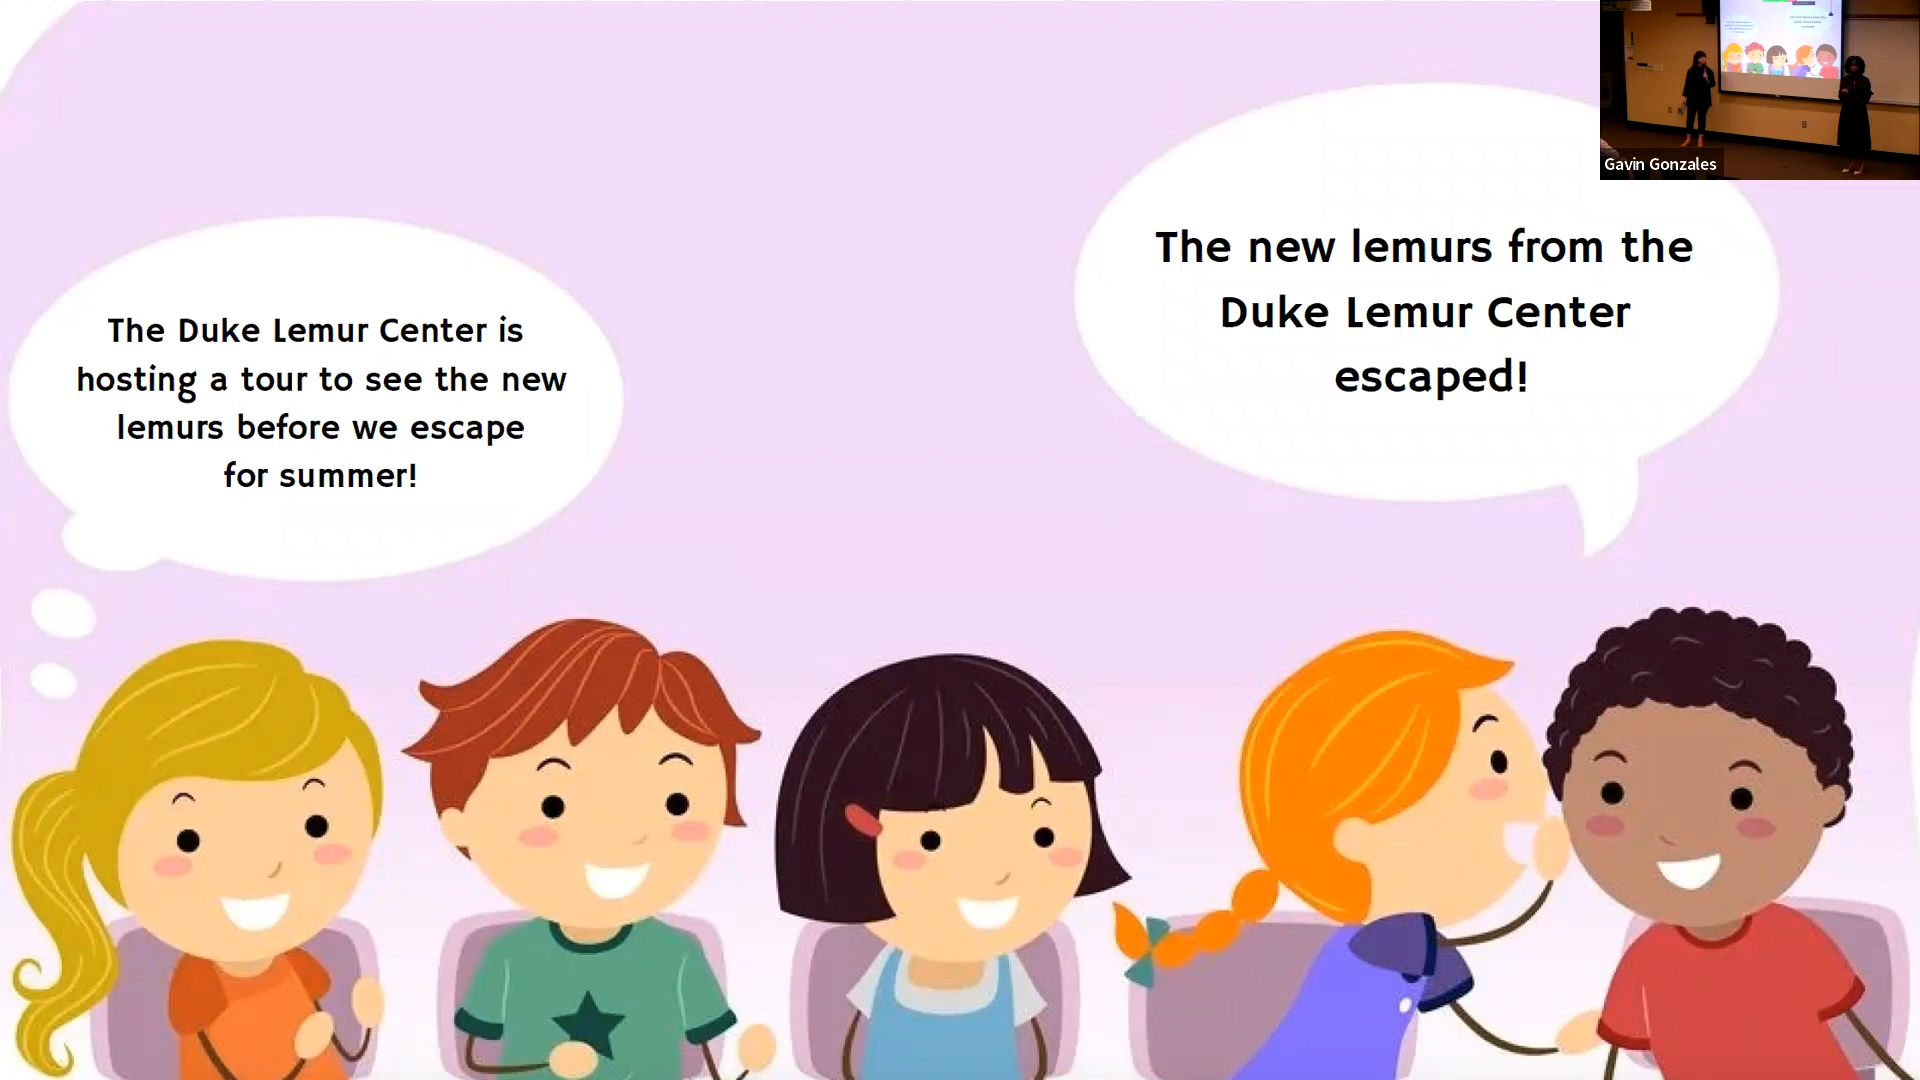 The Duke Lemur Center is
hosting a tour to see the new
lemurs before we escape
for summer!
The new lemurs from the
Duke Lemur Center
escaped!
Gavin Gonzales